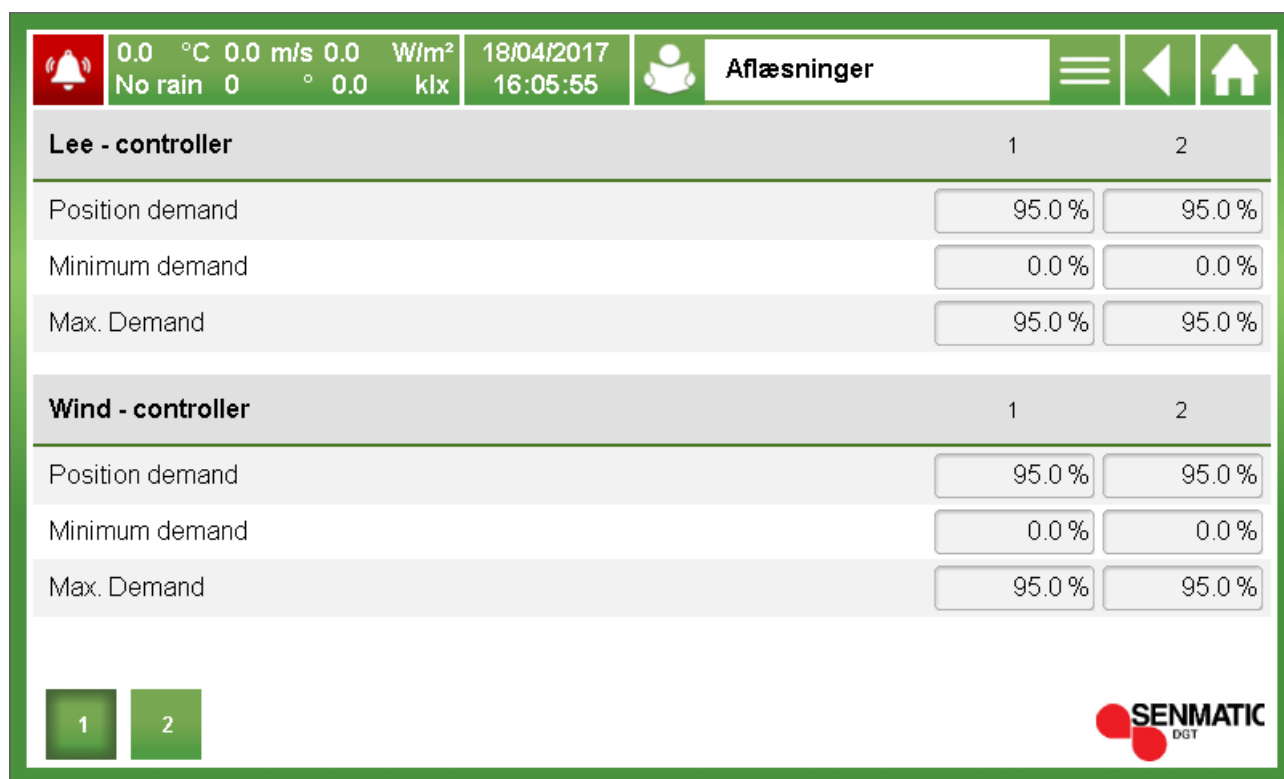 0.0 °C 0.0 m/s 0.0 W/m² 18/04/2017 Aflæsninger
No rain 0 ° 0.0 klx 16:05:55
Lee - controller 1 2
Position demand 95.0 % 95.0 %
Minimum demand 0.0 % 0.0 %
Max. Demand 95.0 % 95.0 %
Wind - controller 1 2
Position demand 95.0 % 95.0 %
Minimum demand 0.0 % 0.0 %
Max. Demand 95.0 % 95.0 %
1 2 SENMATIC
DGT